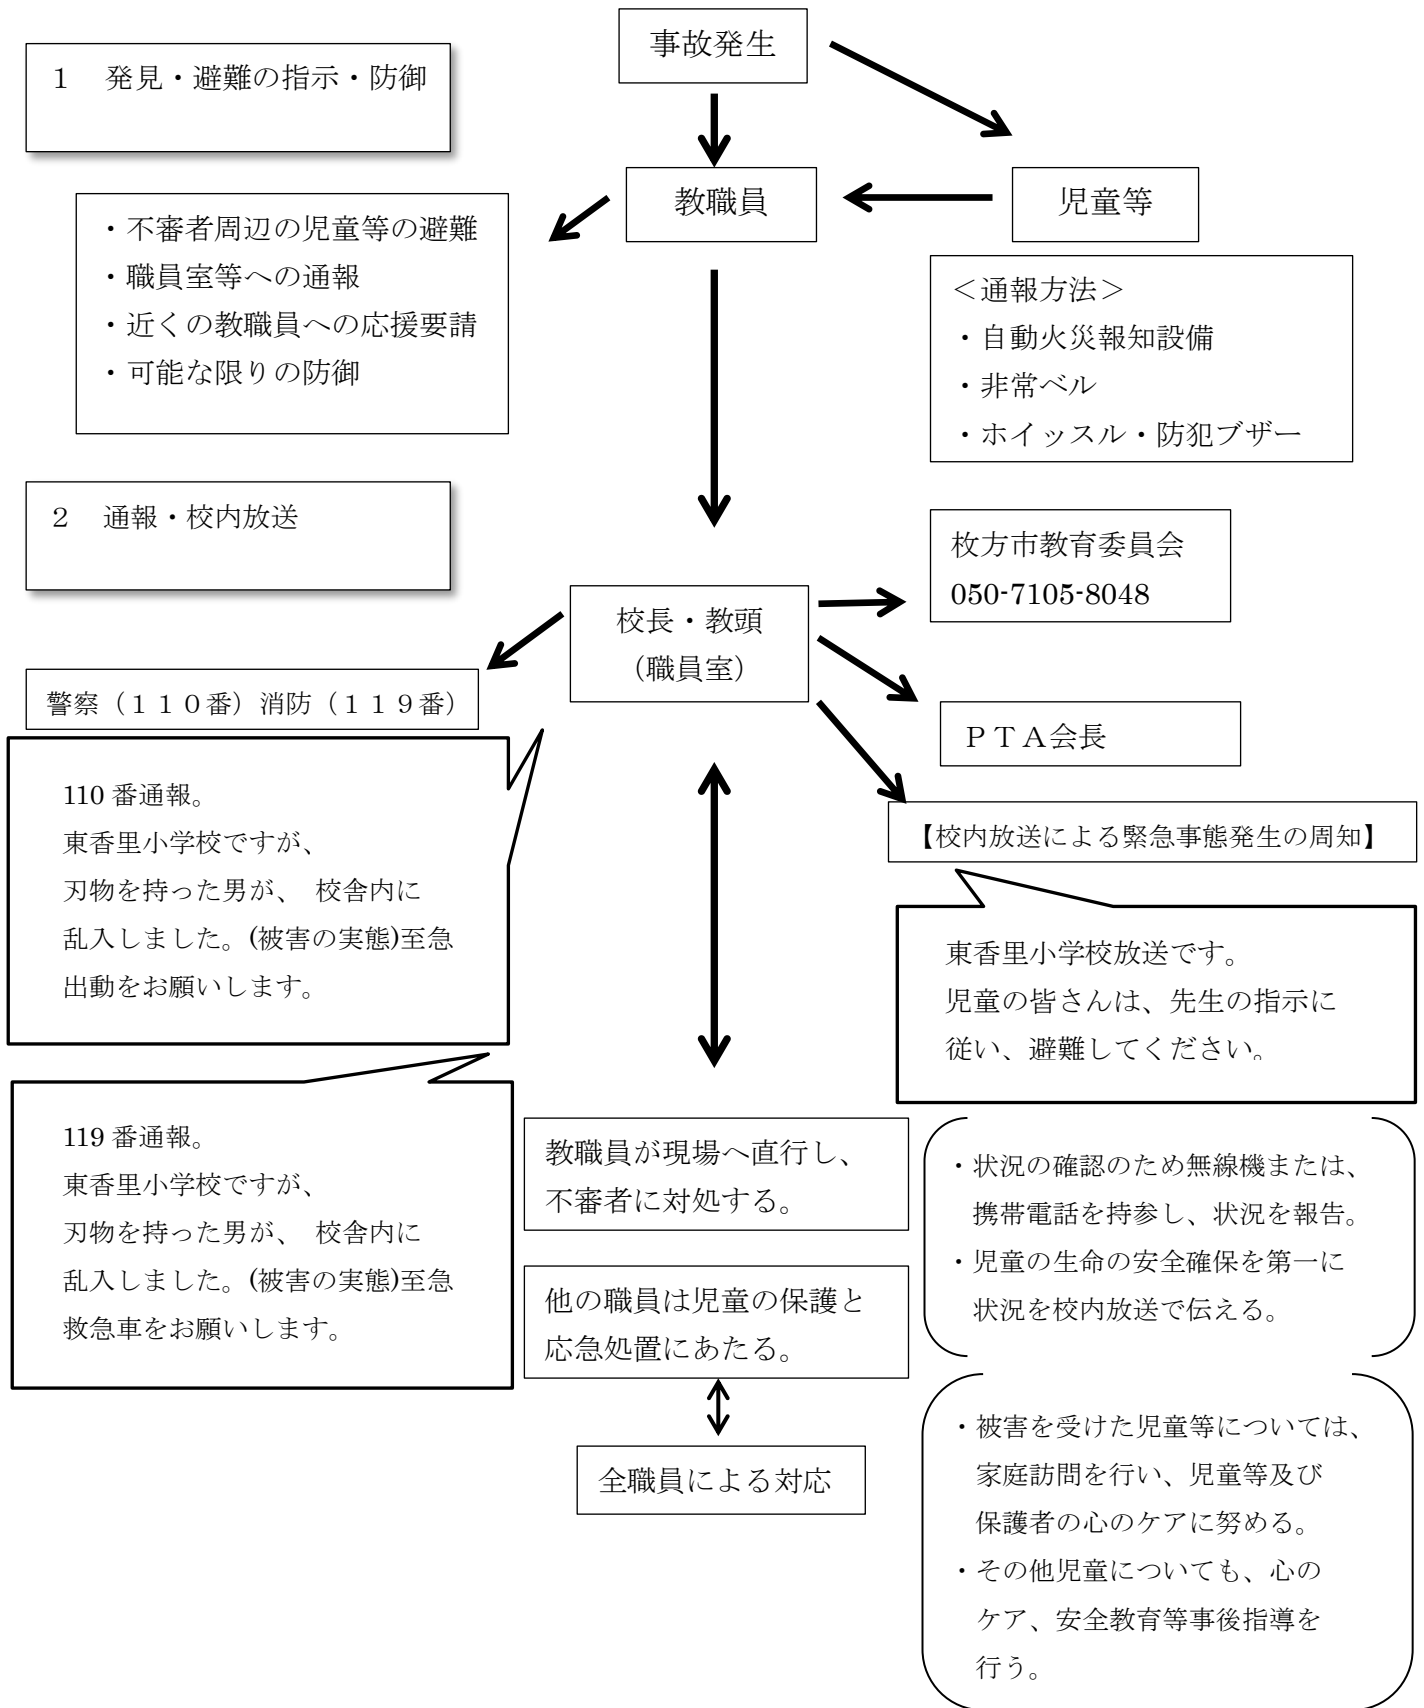 事故発生
１　発見・避難の指示・防御
教職員
児童等
・不審者周辺の児童等の避難
・職員室等への通報
・近くの教職員への応援要請
・可能な限りの防御
＜通報方法＞
・自動火災報知設備
・非常ベル
・ホイッスル・防犯ブザー
２　通報・校内放送
枚方市教育委員会
050-7105-8048
校長・教頭
（職員室）
警察（１１０番）消防（１１９番）
ＰＴＡ会長
110 番通報。
東香里小学校ですが、
刃物を持った男が、 校舎内に
乱入しました。(被害の実態)至急
出動をお願いします。
【校内放送による緊急事態発生の周知】
東香里小学校放送です。
児童の皆さんは、先生の指示に
従い、避難してください。
119 番通報。
東香里小学校ですが、
刃物を持った男が、 校舎内に
乱入しました。(被害の実態)至急
救急車をお願いします。
教職員が現場へ直行し、
不審者に対処する。
・状況の確認のため無線機または、
携帯電話を持参し、状況を報告。
・児童の生命の安全確保を第一に
状況を校内放送で伝える。
他の職員は児童の保護と
応急処置にあたる。
全職員による対応
・被害を受けた児童等については、
家庭訪問を行い、児童等及び
保護者の心のケアに努める。
・その他児童についても、心の
ケア、安全教育等事後指導を
行う。